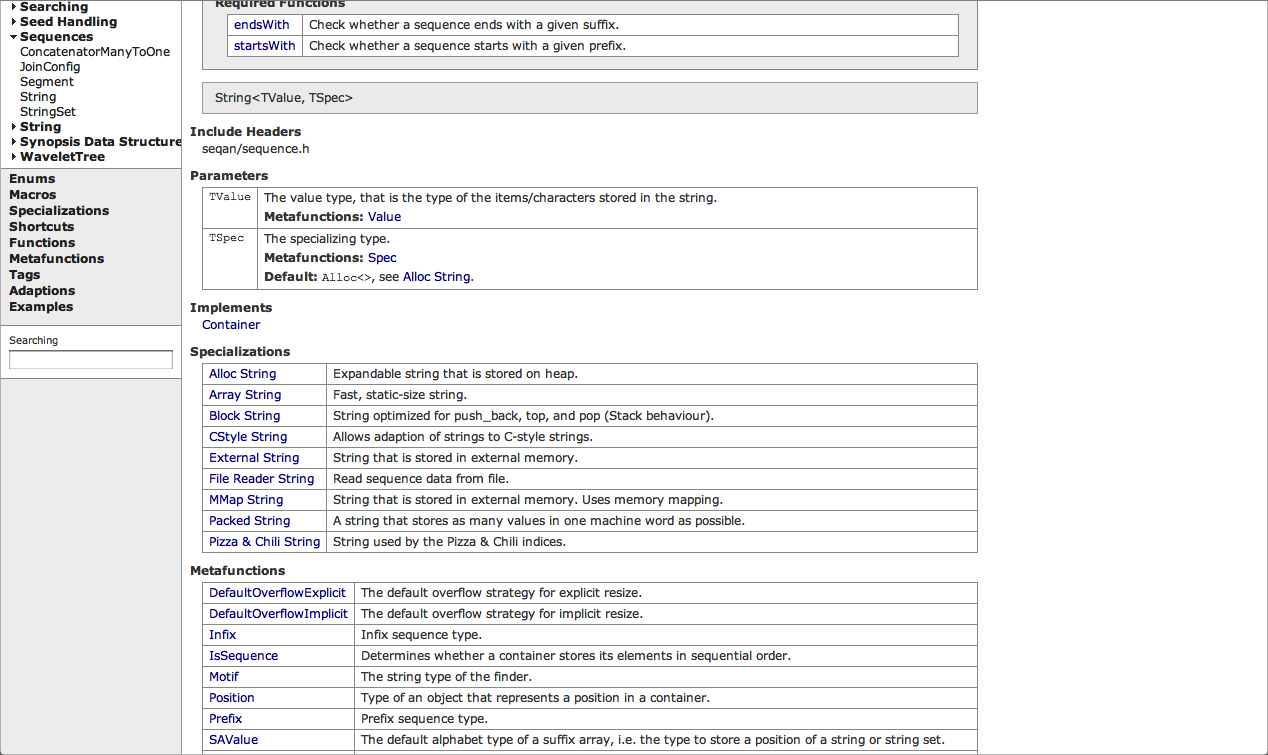 Searching
Seed Handling
Sequences
ConcatenatorManyToOne
JoinConfig
Segment
String
StringSet
String
Synopsis Data Structure
WaveletTree
Enums
Macros
Specializations
Shortcuts
Functions
Metafunctions
Tags
Adaptions
Examples
Searching
Required Functions
endsWith Check whether a sequence ends with a given suffix.
startsWith Check whether a sequence starts with a given prefix.
String<TValue, TSpec>
Include Headers
seqan/sequence.h
Parameters
TValue The value type, that is the type of the items/characters stored in the string.
Metafunctions: Value
TSpec The specializing type.
Metafunctions: Spec
Default: Alloc<>, see Alloc String.
Implements
Container
Specializations
Alloc String Expandable string that is stored on heap.
Array String Fast, static-size string.
Block String String optimized for push_back, top, and pop (Stack behaviour).
CStyle String Allows adaption of strings to C-style strings.
External String String that is stored in external memory.
File Reader String Read sequence data from file.
MMap String String that is stored in external memory. Uses memory mapping.
Packed String A string that stores as many values in one machine word as possible.
Pizza & Chili String String used by the Pizza & Chili indices.
Metafunctions
DefaultOverflowExplicit The default overflow strategy for explicit resize.
DefaultOverflowImplicit The default overflow strategy for implicit resize.
Infix Infix sequence type.
IsSequence Determines whether a container stores its elements in sequential order.
Motif The string type of the finder.
Position Type of an object that represents a position in a container.
Prefix Prefix sequence type.
SAValue The default alphabet type of a suffix array, i.e. the type to store a position of a string or string set.